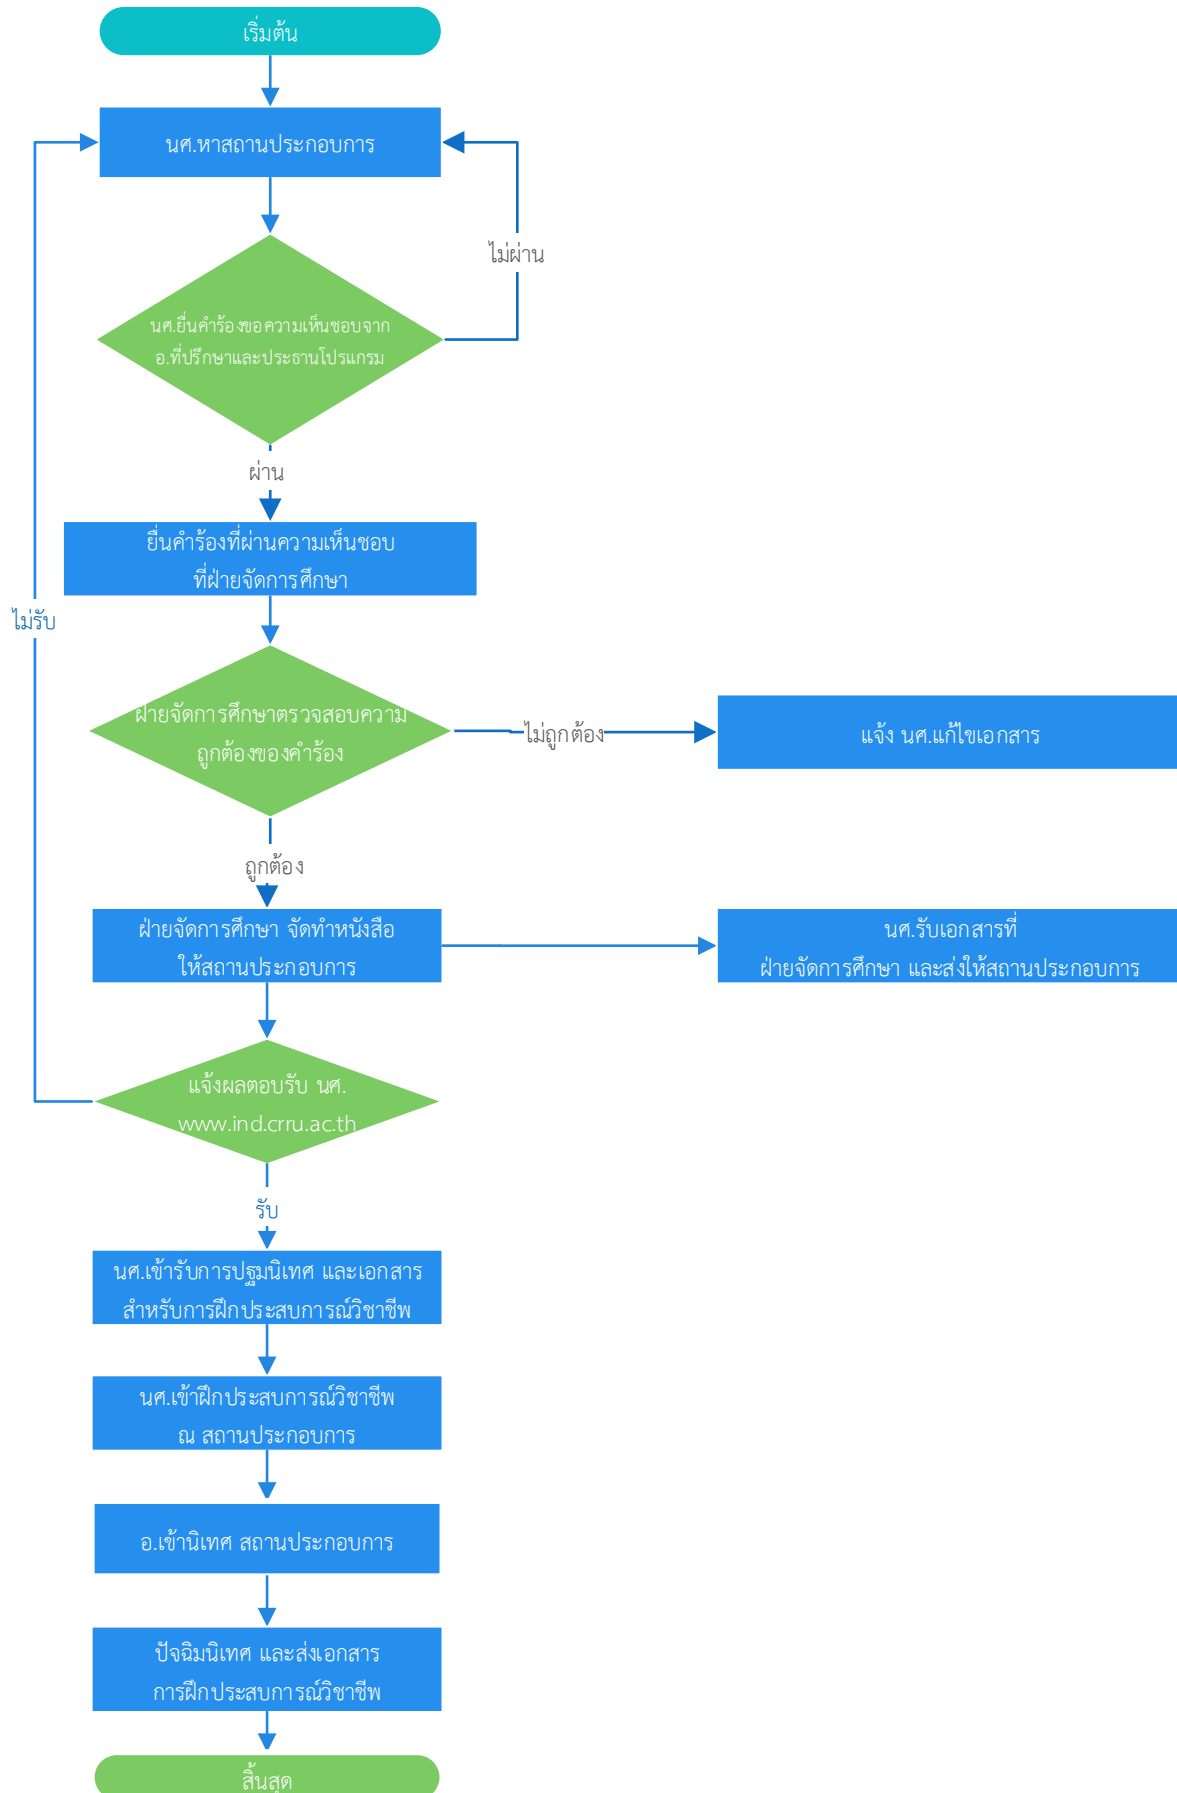 เริ่มต้น
นศ.หาสถานประกอบการ
ไม่ผ่าน
นศ.ยื่นคำร้องขอความเห็นชอบจาก
อ.ที่ปรึกษาและประธานโปรแกรม
ผ่าน
ยื่นคำร้องที่ผ่านความเห็นชอบ
ที่ฝ่ายจัดการศึกษา
ไม่รับ
ฝ่ายจัดการศึกษาตรวจสอบความ
ถูกต้องของคำร้อง
ไม่ถูกต้อง
แจ้ง นศ.แก้ไขเอกสาร
ถูกต้อง
ฝ่ายจัดการศึกษา จัดทำหนังสือ
ให้สถานประกอบการ
นศ.รับเอกสารที่
ฝ่ายจัดการศึกษา และส่งให้สถานประกอบการ
แจ้งผลตอบรับ นศ.
www.ind.crru.ac.th
รับ
นศ.เข้ารับการปฐมนิเทศ และเอกสาร
สำหรับการฝึกประสบการณ์วิชาชีพ
นศ.เข้าฝึกประสบการณ์วิชาชีพ
ณ สถานประกอบการ
อ.เข้านิเทศ สถานประกอบการ
ปัจฉิมนิเทศ และส่งเอกสาร
การฝึกประสบการณ์วิชาชีพ
สิ้นสุด